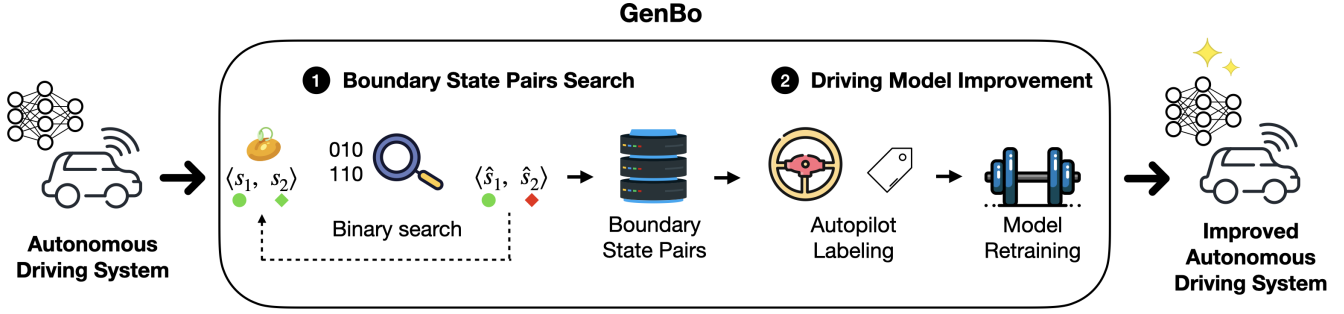 GenBo
1 Boundary State Pairs Search
2 Driving Model Improvement
010
110
⟨s₁, s₂⟩
⟨ŝ₁, ŝ₂⟩
Binary search
Boundary
State Pairs
Autopilot
Labeling
Model
Retraining
Autonomous
Driving System
Improved
Autonomous
Driving System